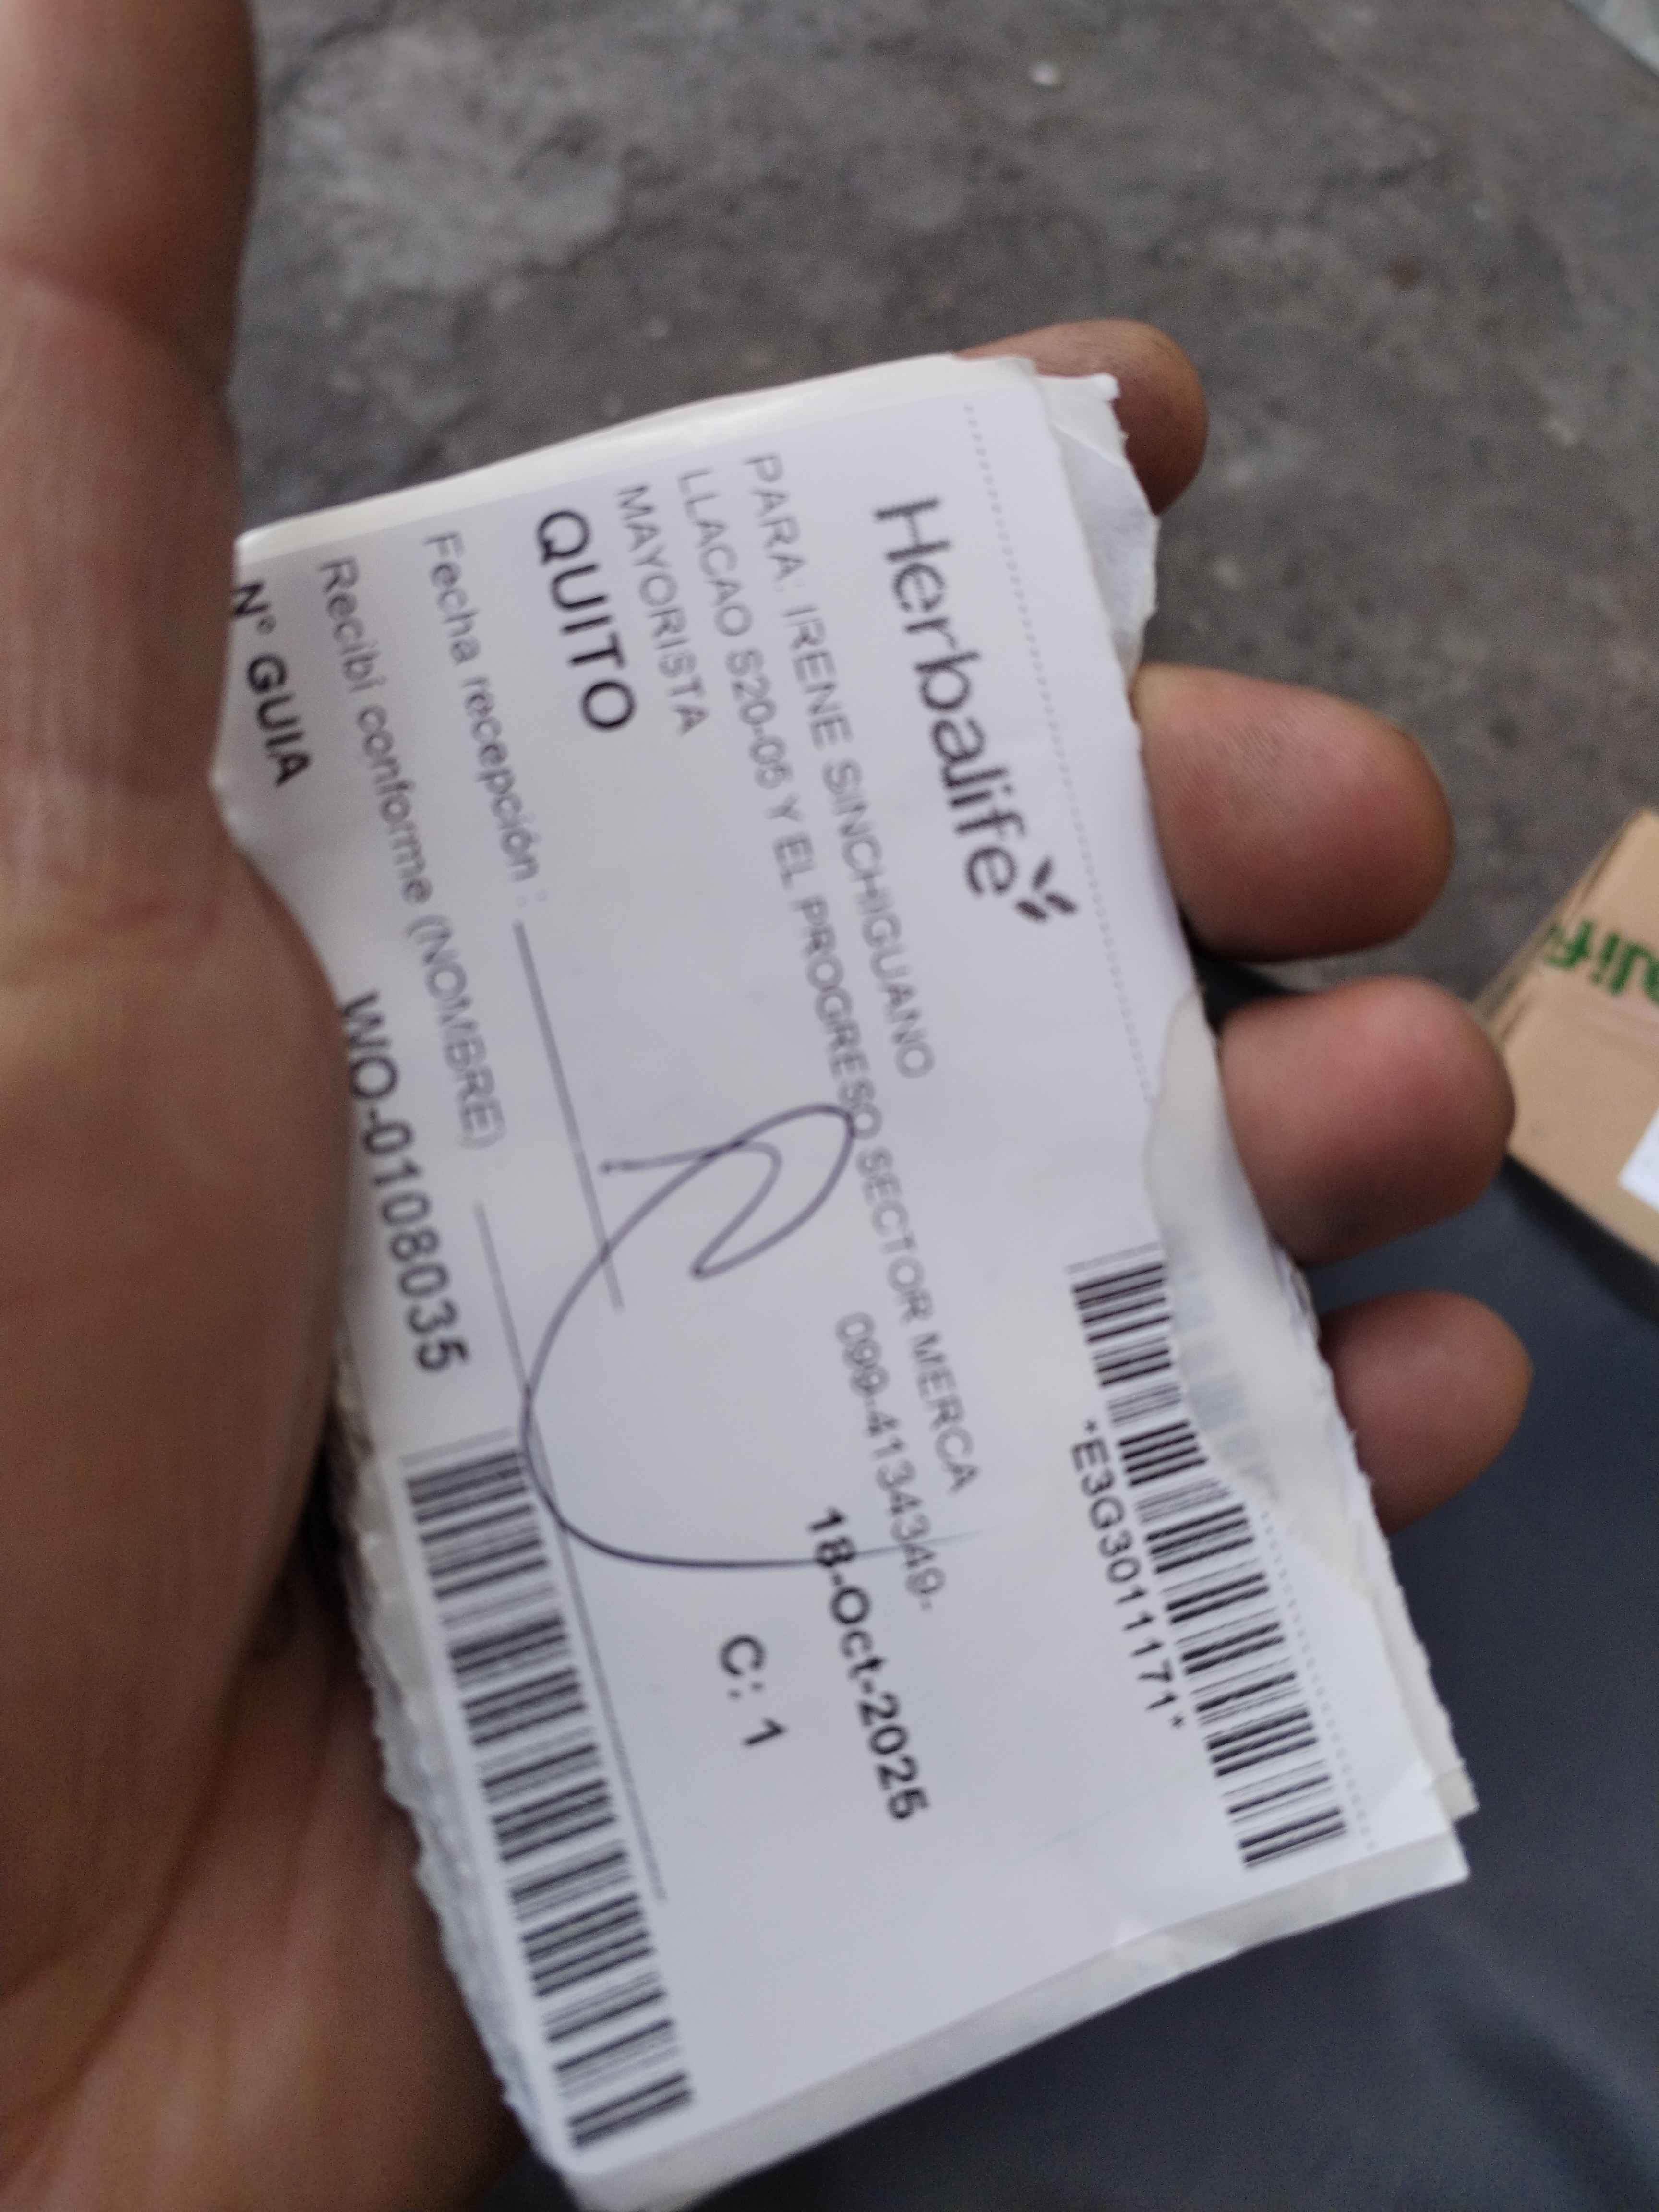 Herbalife
*E3G3011171*
PARA: IRENE SINCHIGUANO
LLACAO S20-05 Y EL PROGRESO SECTOR MERCA
MAYORISTA
099-4134349-
QUITO
18-Oct-2025
Fecha recepción :
C: 1
Recibí conforme (NOMBRE)
N° GUIA
WO-0108035